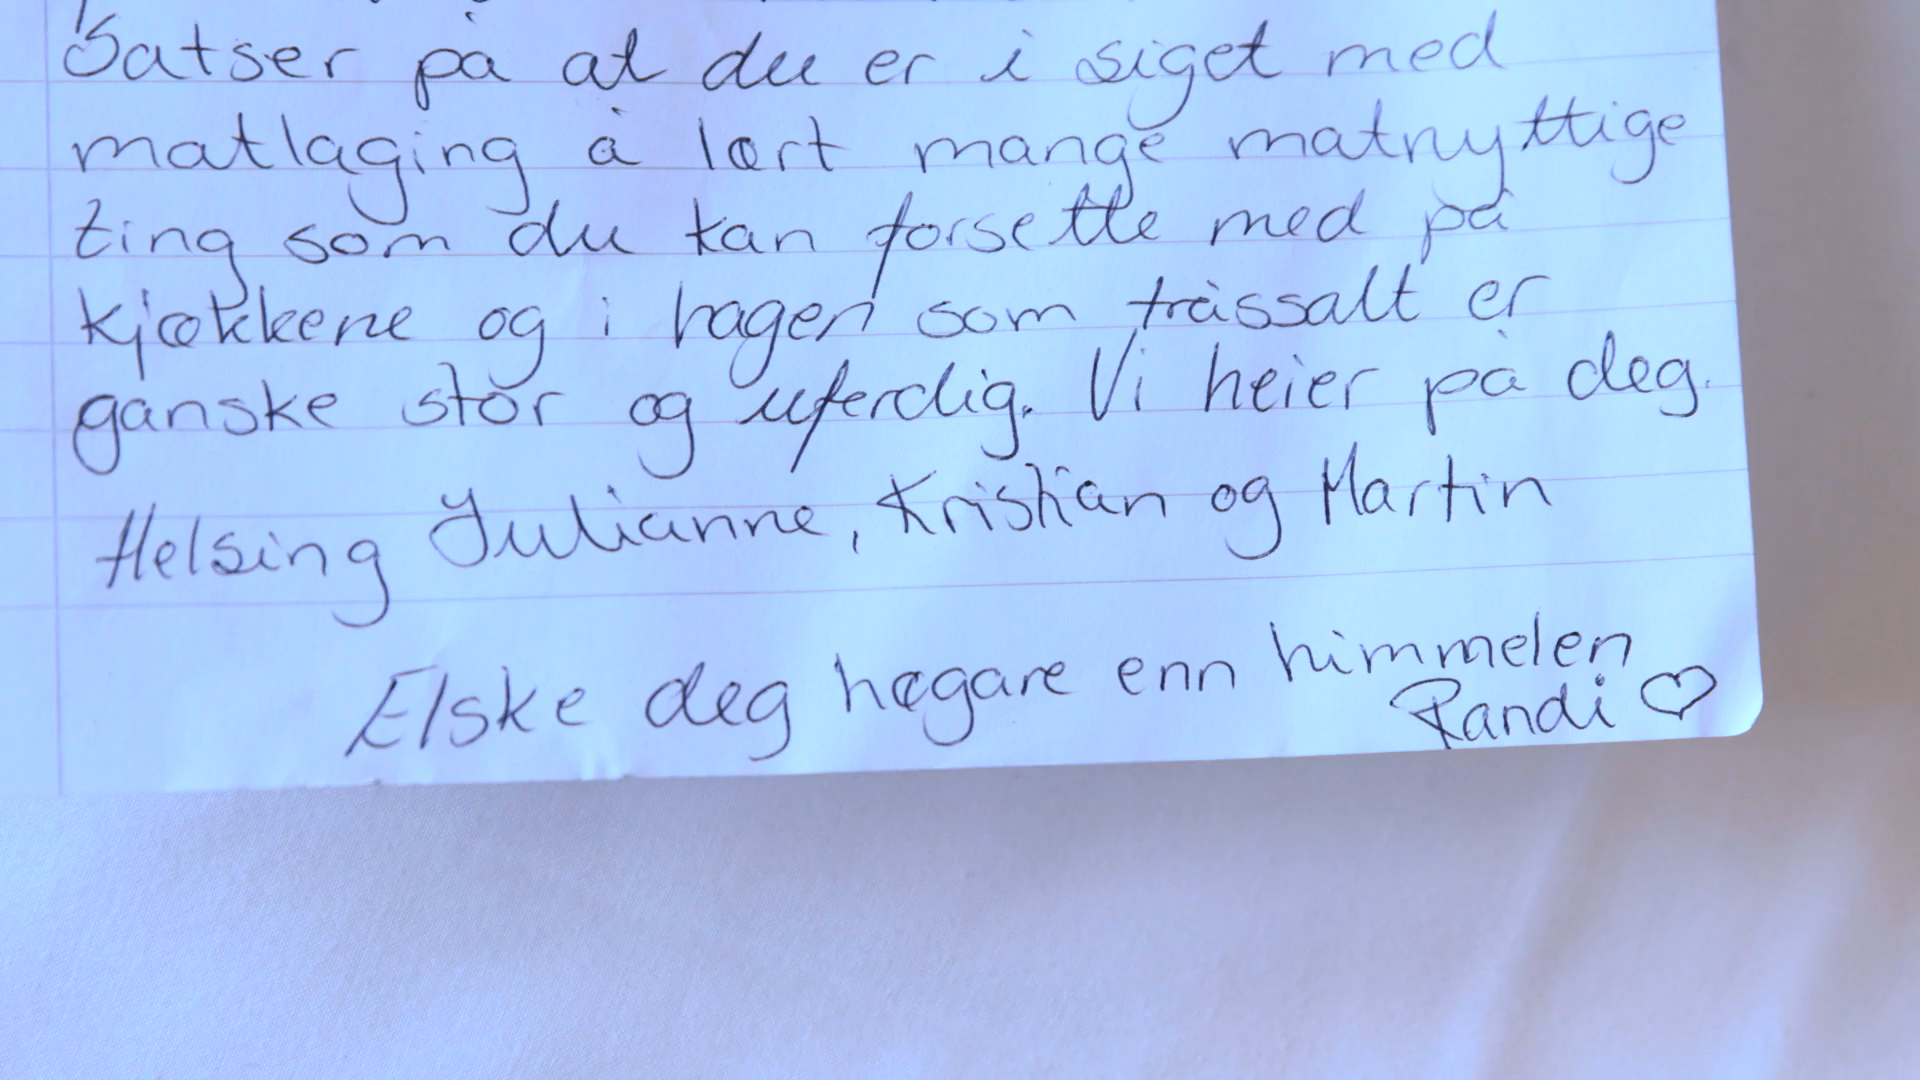 Satser på at du er i siget med
matlaging å lært mange matnyttige
ting som du kan forsette med på
kjøkkene og i hagen som tråssalt er
ganske stor og uferdig. Vi heier på deg.
Helsing Julianne, Kristian og Martin
Elske deg høgare enn himmelen
Randi ♡